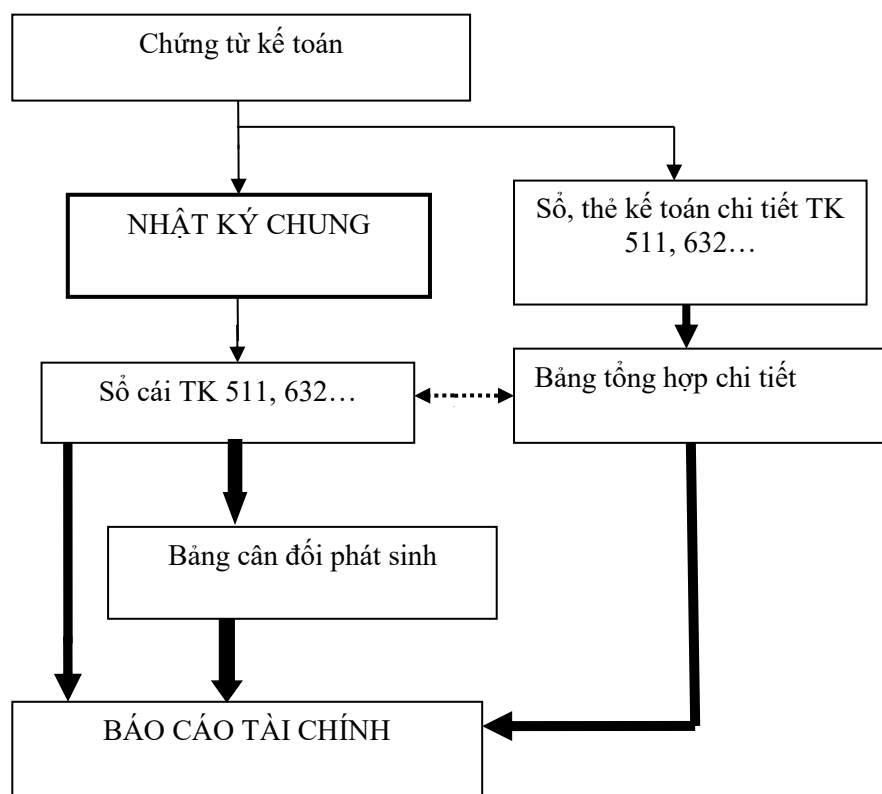 Chứng từ kế toán
NHẬT KÝ CHUNG
Sổ, thẻ kế toán chi tiết TK
511, 632…
Sổ cái TK 511, 632…
Bảng tổng hợp chi tiết
Bảng cân đối phát sinh
BÁO CÁO TÀI CHÍNH